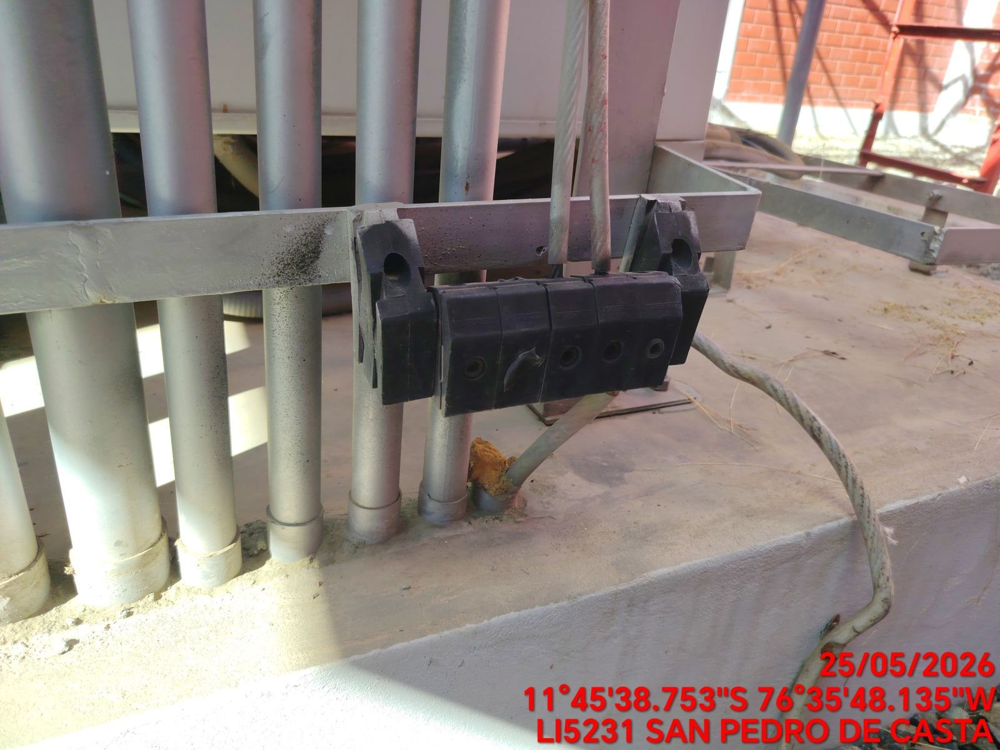 25/05/2026
11°45'38.753"S 76°35'48.135"W
LI5231 SAN PEDRO DE CASTA